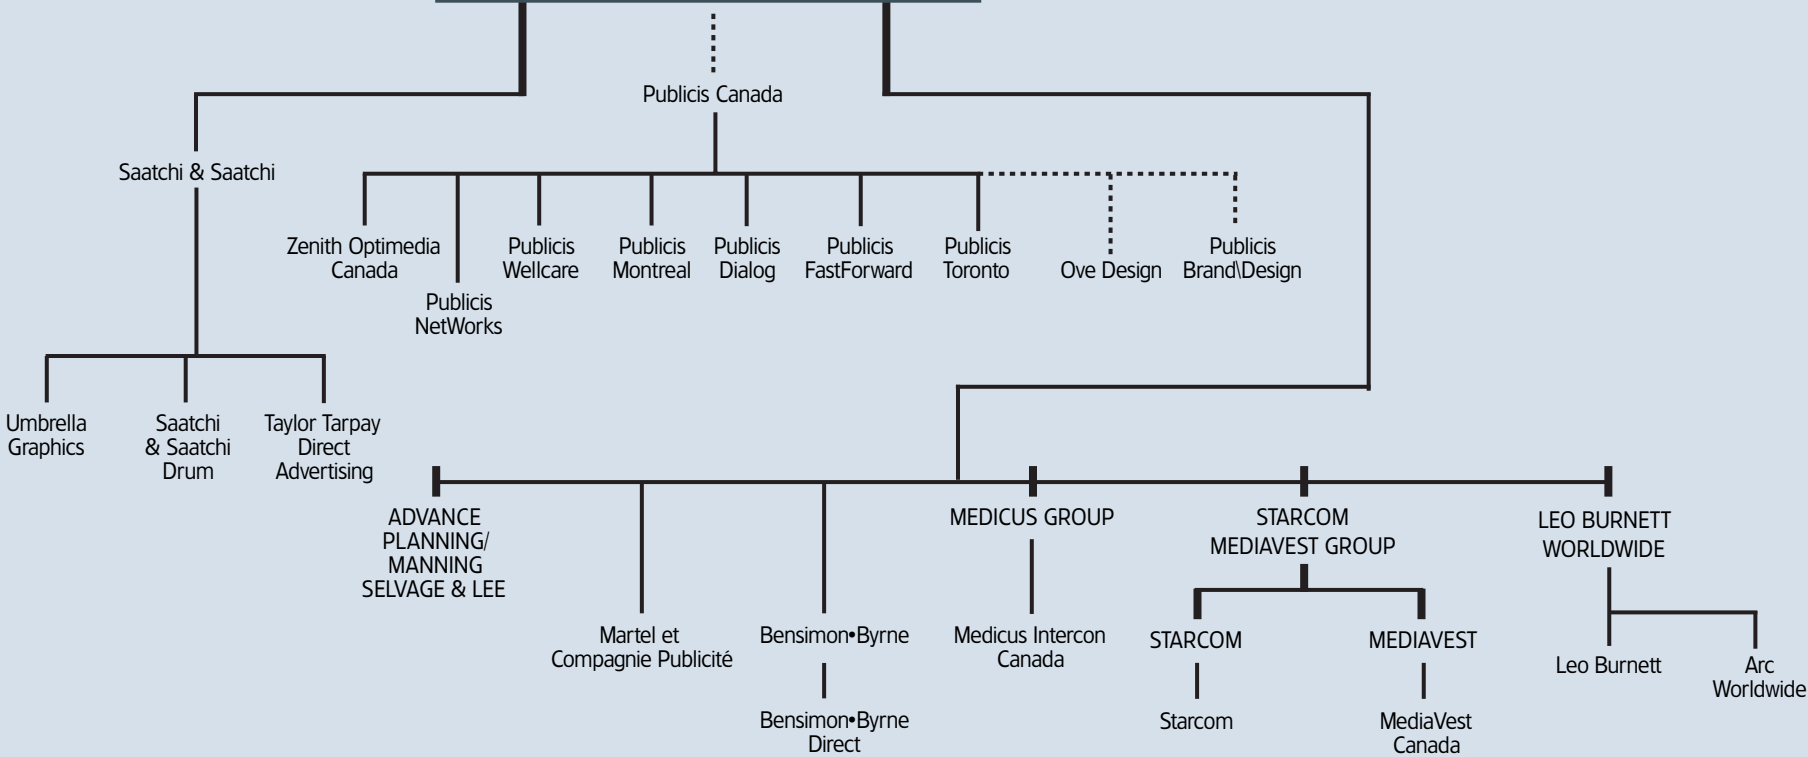 Publicis Canada
Saatchi & Saatchi
Zenith Optimedia
Canada
Publicis
NetWorks
Publicis
Wellcare
Publicis
Montreal
Publicis
Dialog
Publicis
FastForward
Publicis
Toronto
Ove Design
Publicis
Brand\Design
Umbrella
Graphics
Saatchi
& Saatchi
Drum
Taylor Tarpay
Direct
Advertising
ADVANCE
PLANNING/
MANNING
SELVAGE & LEE
Martel et
Compagnie Publicité
Bensimon•Byrne
Bensimon•Byrne
Direct
MEDICUS GROUP
Medicus Intercon
Canada
STARCOM
MEDIAVEST GROUP
STARCOM
Starcom
MEDIAVEST
MediaVest
Canada
LEO BURNETT
WORLDWIDE
Leo Burnett
Arc
Worldwide